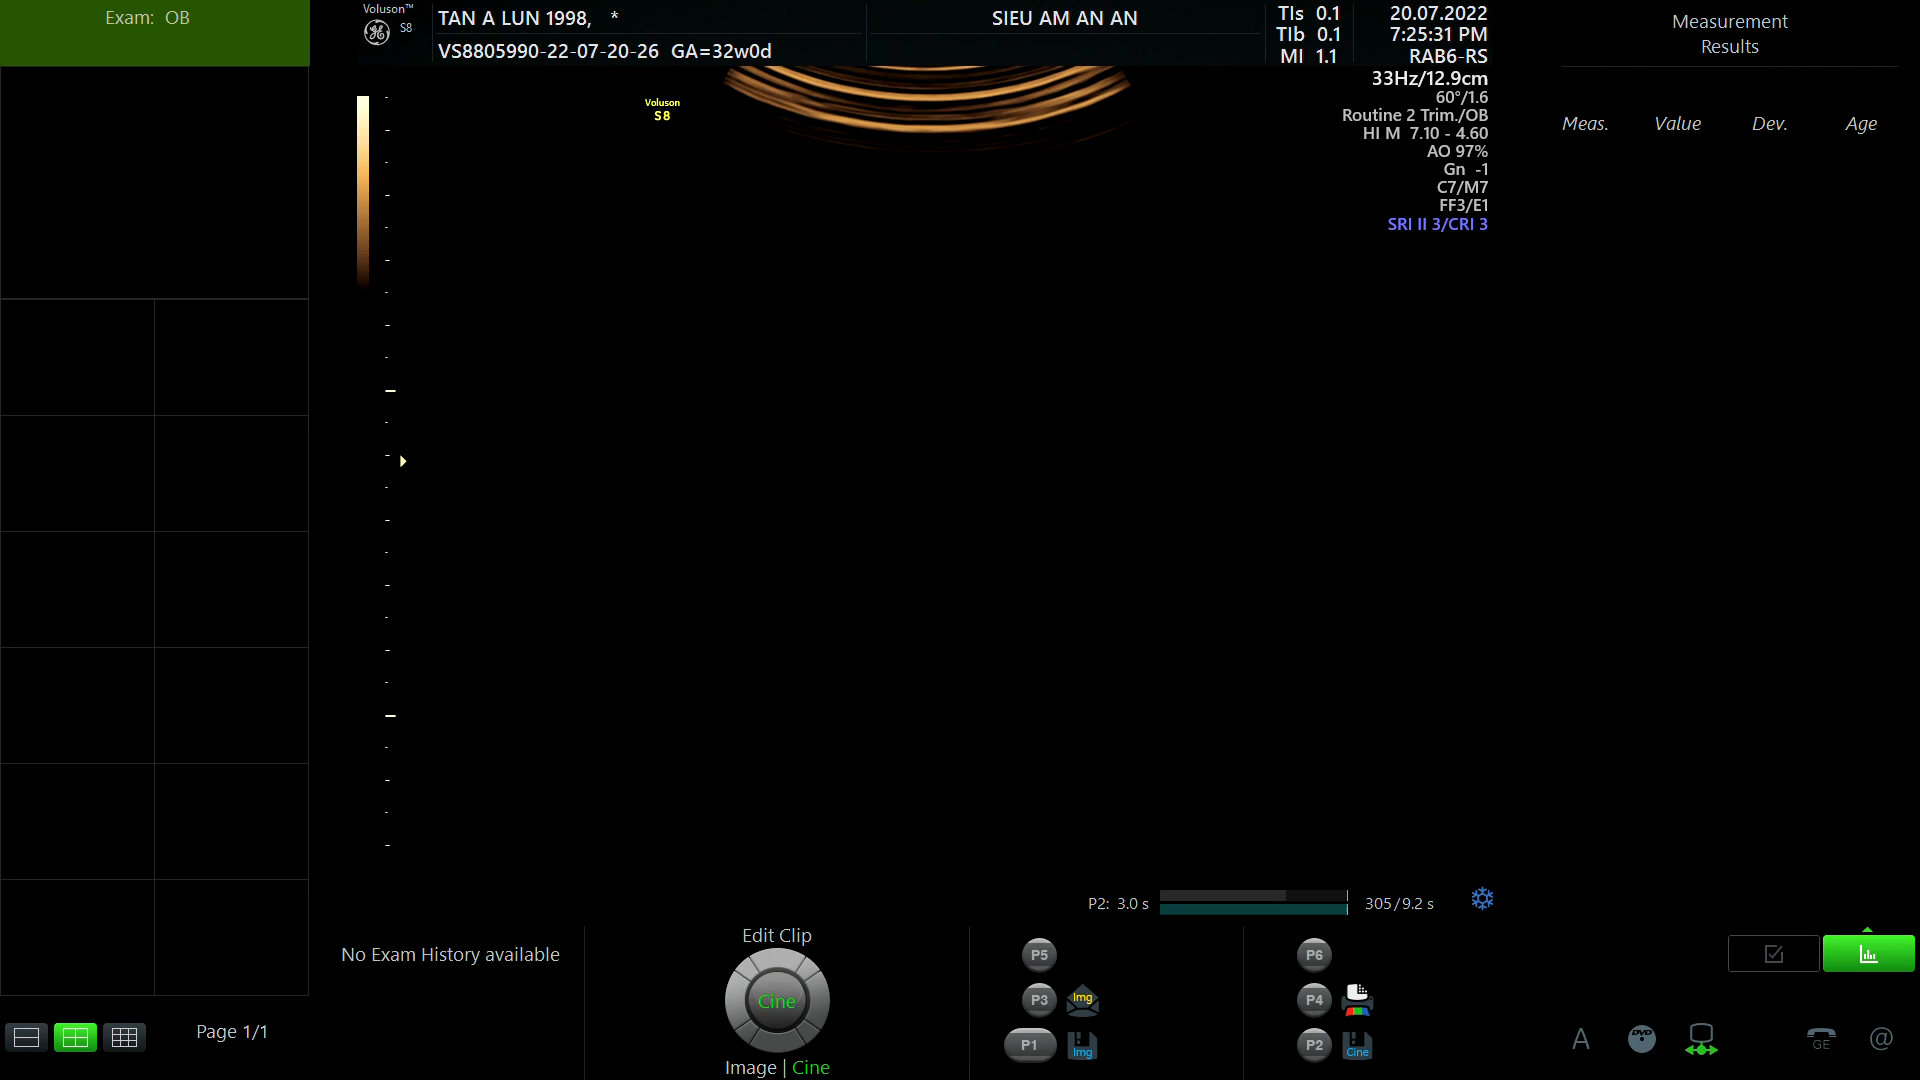 Exam: OB
Voluson™
S8
TAN A LUN 1998, *
VS8805990-22-07-20-26 GA=32w0d
SIEU AM AN AN
TIs 0.1
TIb 0.1
MI 1.1
20.07.2022
7:25:31 PM
RAB6-RS
Measurement
Results
Meas. Value Dev. Age
33Hz/12.9cm
60°/1.6
Routine 2 Trim./OB
HI M 7.10 - 4.60
AO 97%
Gn -1
C7/M7
FF3/E1
SRI II 3/CRI 3
Voluson
S8
P2: 3.0 s
305/9.2 s
No Exam History available
Edit Clip
Cine
Image | Cine
P5
P3 Img
P1 Img
P6
P4
P2 Cine
Page 1/1
A
DVD
GE
@